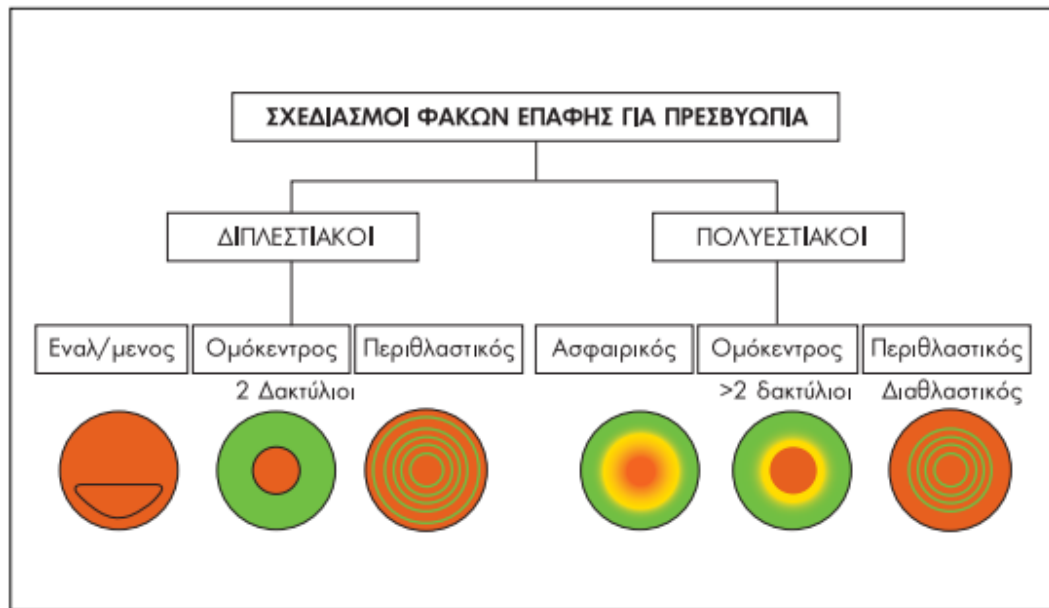 ΣΧΕΔΙΑΣΜΟΙ ΦΑΚΩΝ ΕΠΑΦΗΣ ΓΙΑ ΠΡΕΣΒΥΩΠΙΑ
ΔΙΠΛΕΣΤΙΑΚΟΙ
ΠΟΛΥΕΣΤΙΑΚΟΙ
Εναλ/μενος
Ομόκεντρος
Περιθλαστικός
Ασφαιρικός
Ομόκεντρος
Περιθλαστικός
2 Δακτύλιοι
>2 δακτύλιοι
Διαθλαστικός